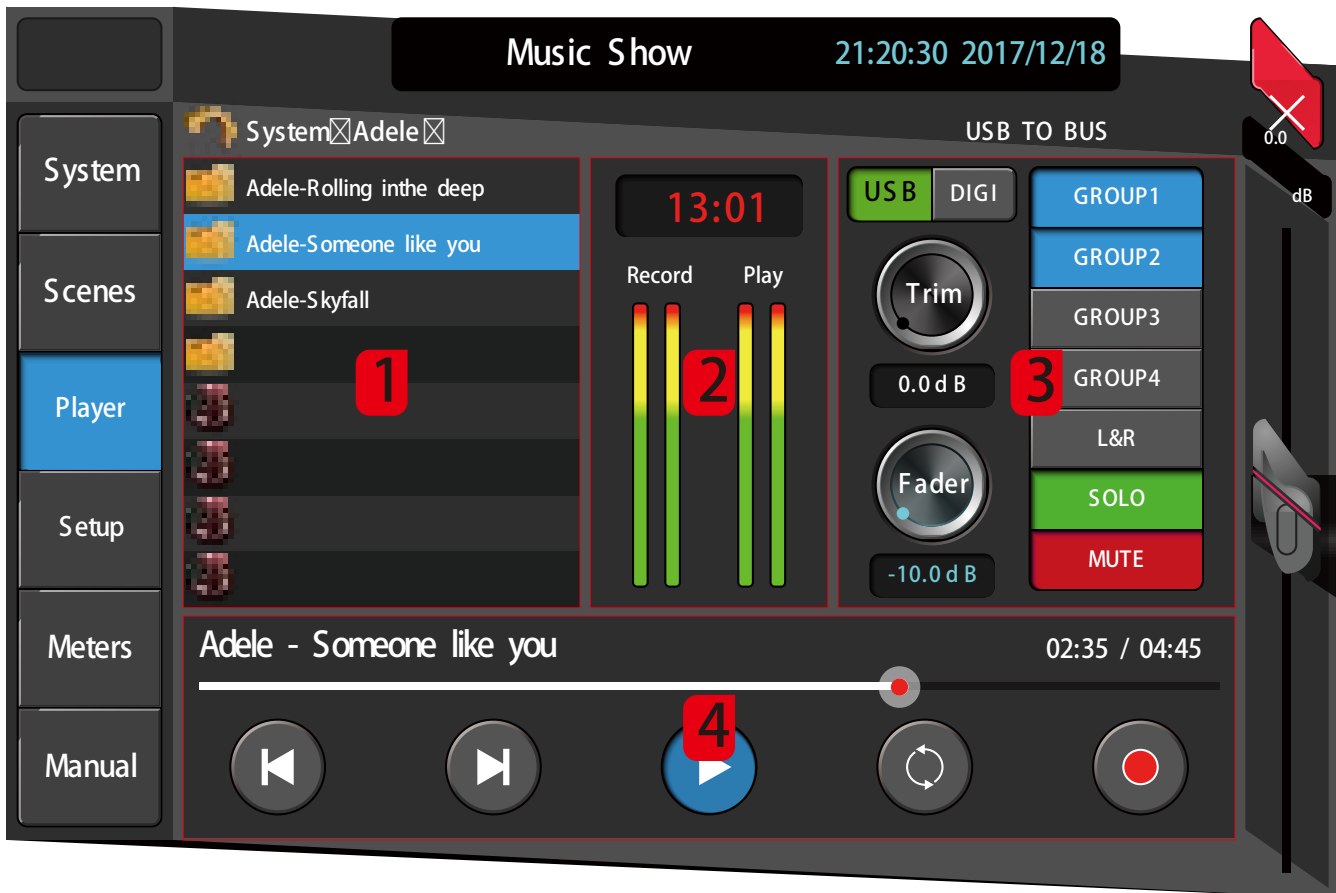 Music Show 21:20:30 2017/12/18
System Adele
USB TO BUS
0.0
dB
System
Scenes
Player
Setup
Meters
Manual
Adele-Rolling inthe deep
Adele-Someone like you
Adele-Skyfall
1
13:01
Record Play
2
USB DIGI
Trim
0.0 dB
Fader
-10.0 dB
3
GROUP1
GROUP2
GROUP3
GROUP4
L&R
SOLO
MUTE
Adele - Someone like you
02:35 / 04:45
4